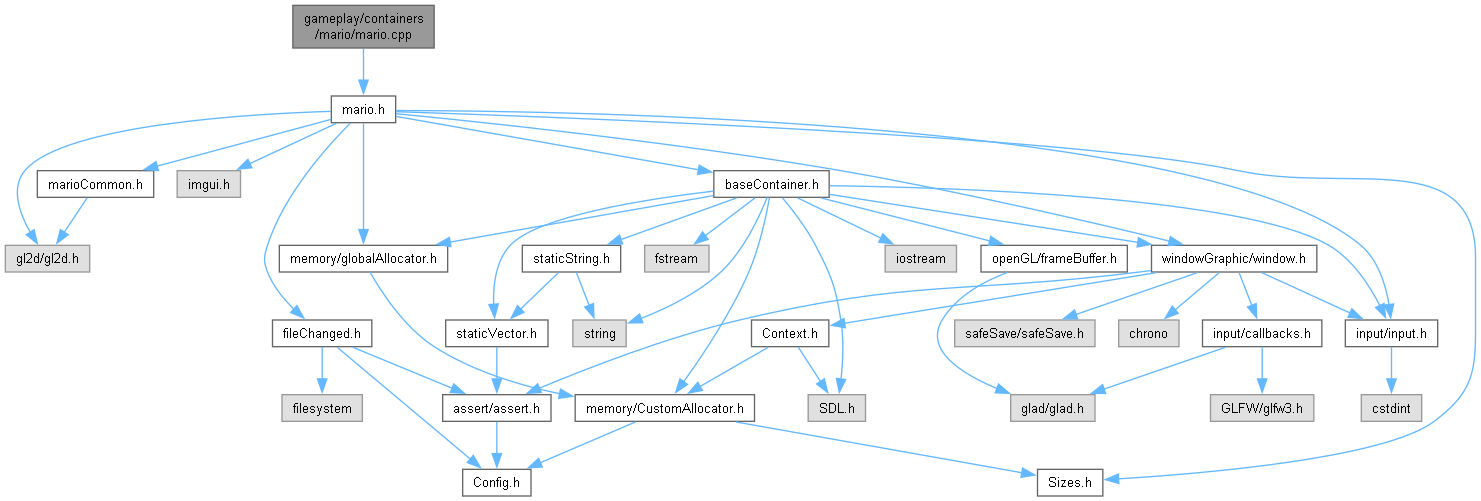 gameplay/containers
/mario/mario.cpp
mario.h
marioCommon.h
imgui.h
baseContainer.h
gl2d/gl2d.h
memory/globalAllocator.h
staticString.h
fstream
iostream
openGL/frameBuffer.h
windowGraphic/window.h
fileChanged.h
staticVector.h
string
Context.h
safeSave/safeSave.h
chrono
input/callbacks.h
input/input.h
filesystem
assert/assert.h
memory/CustomAllocator.h
SDL.h
glad/glad.h
GLFW/glfw3.h
cstdint
Config.h
Sizes.h